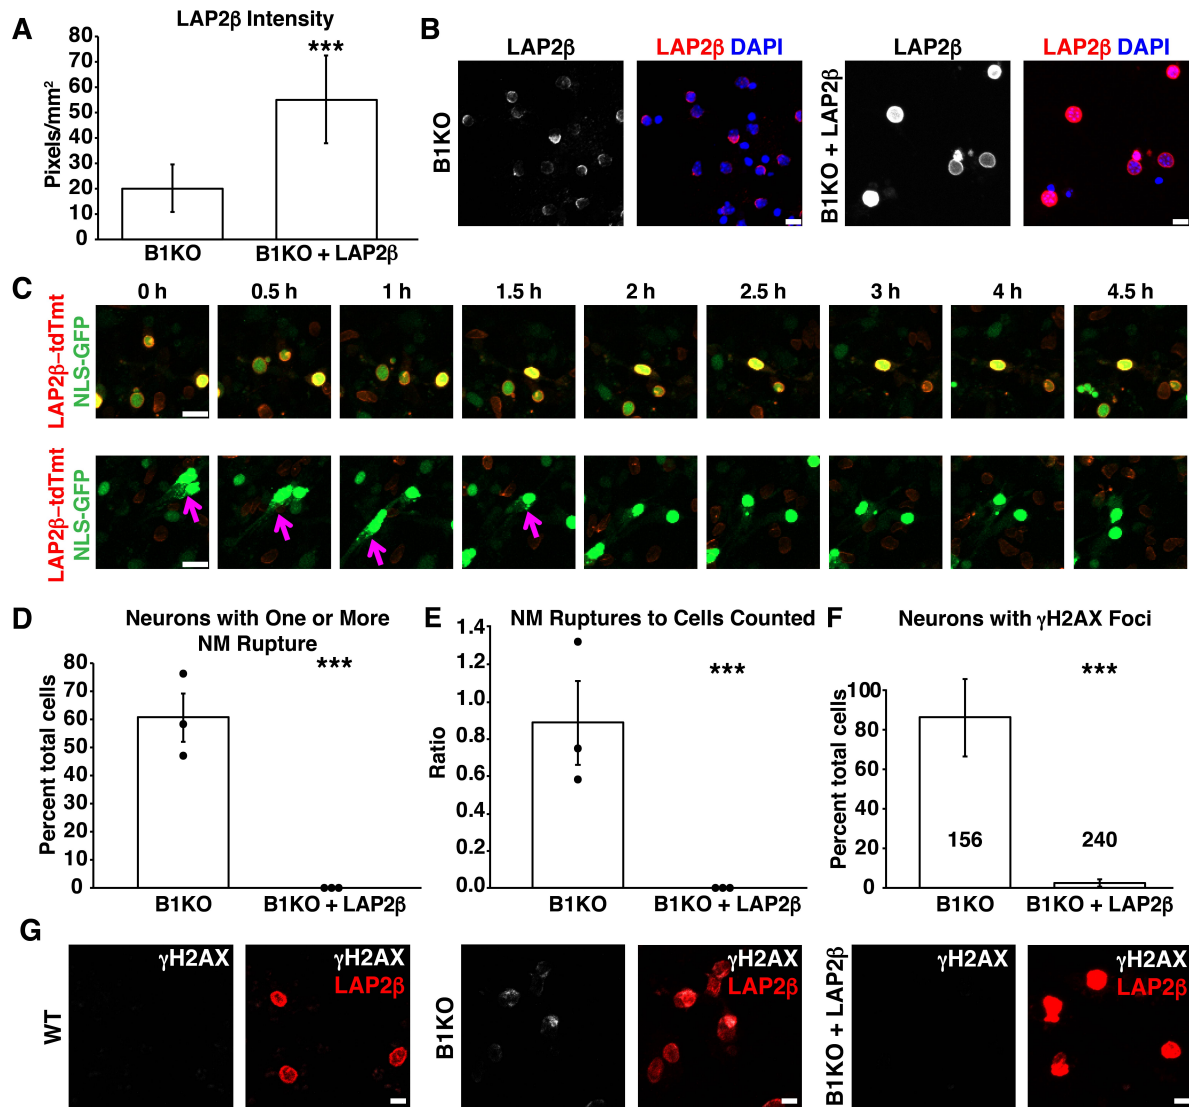 A
LAP2β Intensity
***
Pixels/mm²
80
70
60
50
40
30
20
10
0
B1KO
B1KO + LAP2β
B
LAP2β
LAP2β DAPI
LAP2β
LAP2β DAPI
B1KO
B1KO + LAP2β
C
0 h
0.5 h
1 h
1.5 h
2 h
2.5 h
3 h
4 h
4.5 h
LAP2β–tdTmt
NLS-GFP
LAP2β–tdTmt
NLS-GFP
D
Neurons with One or More
NM Rupture
***
Percent total cells
80
70
60
50
40
30
20
10
0
B1KO
B1KO + LAP2β
E
NM Ruptures to Cells Counted
***
Ratio
1.4
1.2
1.0
0.8
0.6
0.4
0.2
0.0
B1KO
B1KO + LAP2β
F
Neurons with γH2AX Foci
***
Percent total cells
100
80
60
40
20
0
156
240
B1KO
B1KO + LAP2β
G
WT
γH2AX
γH2AX
LAP2β
B1KO
γH2AX
LAP2β
B1KO + LAP2β
γH2AX
γH2AX
LAP2β